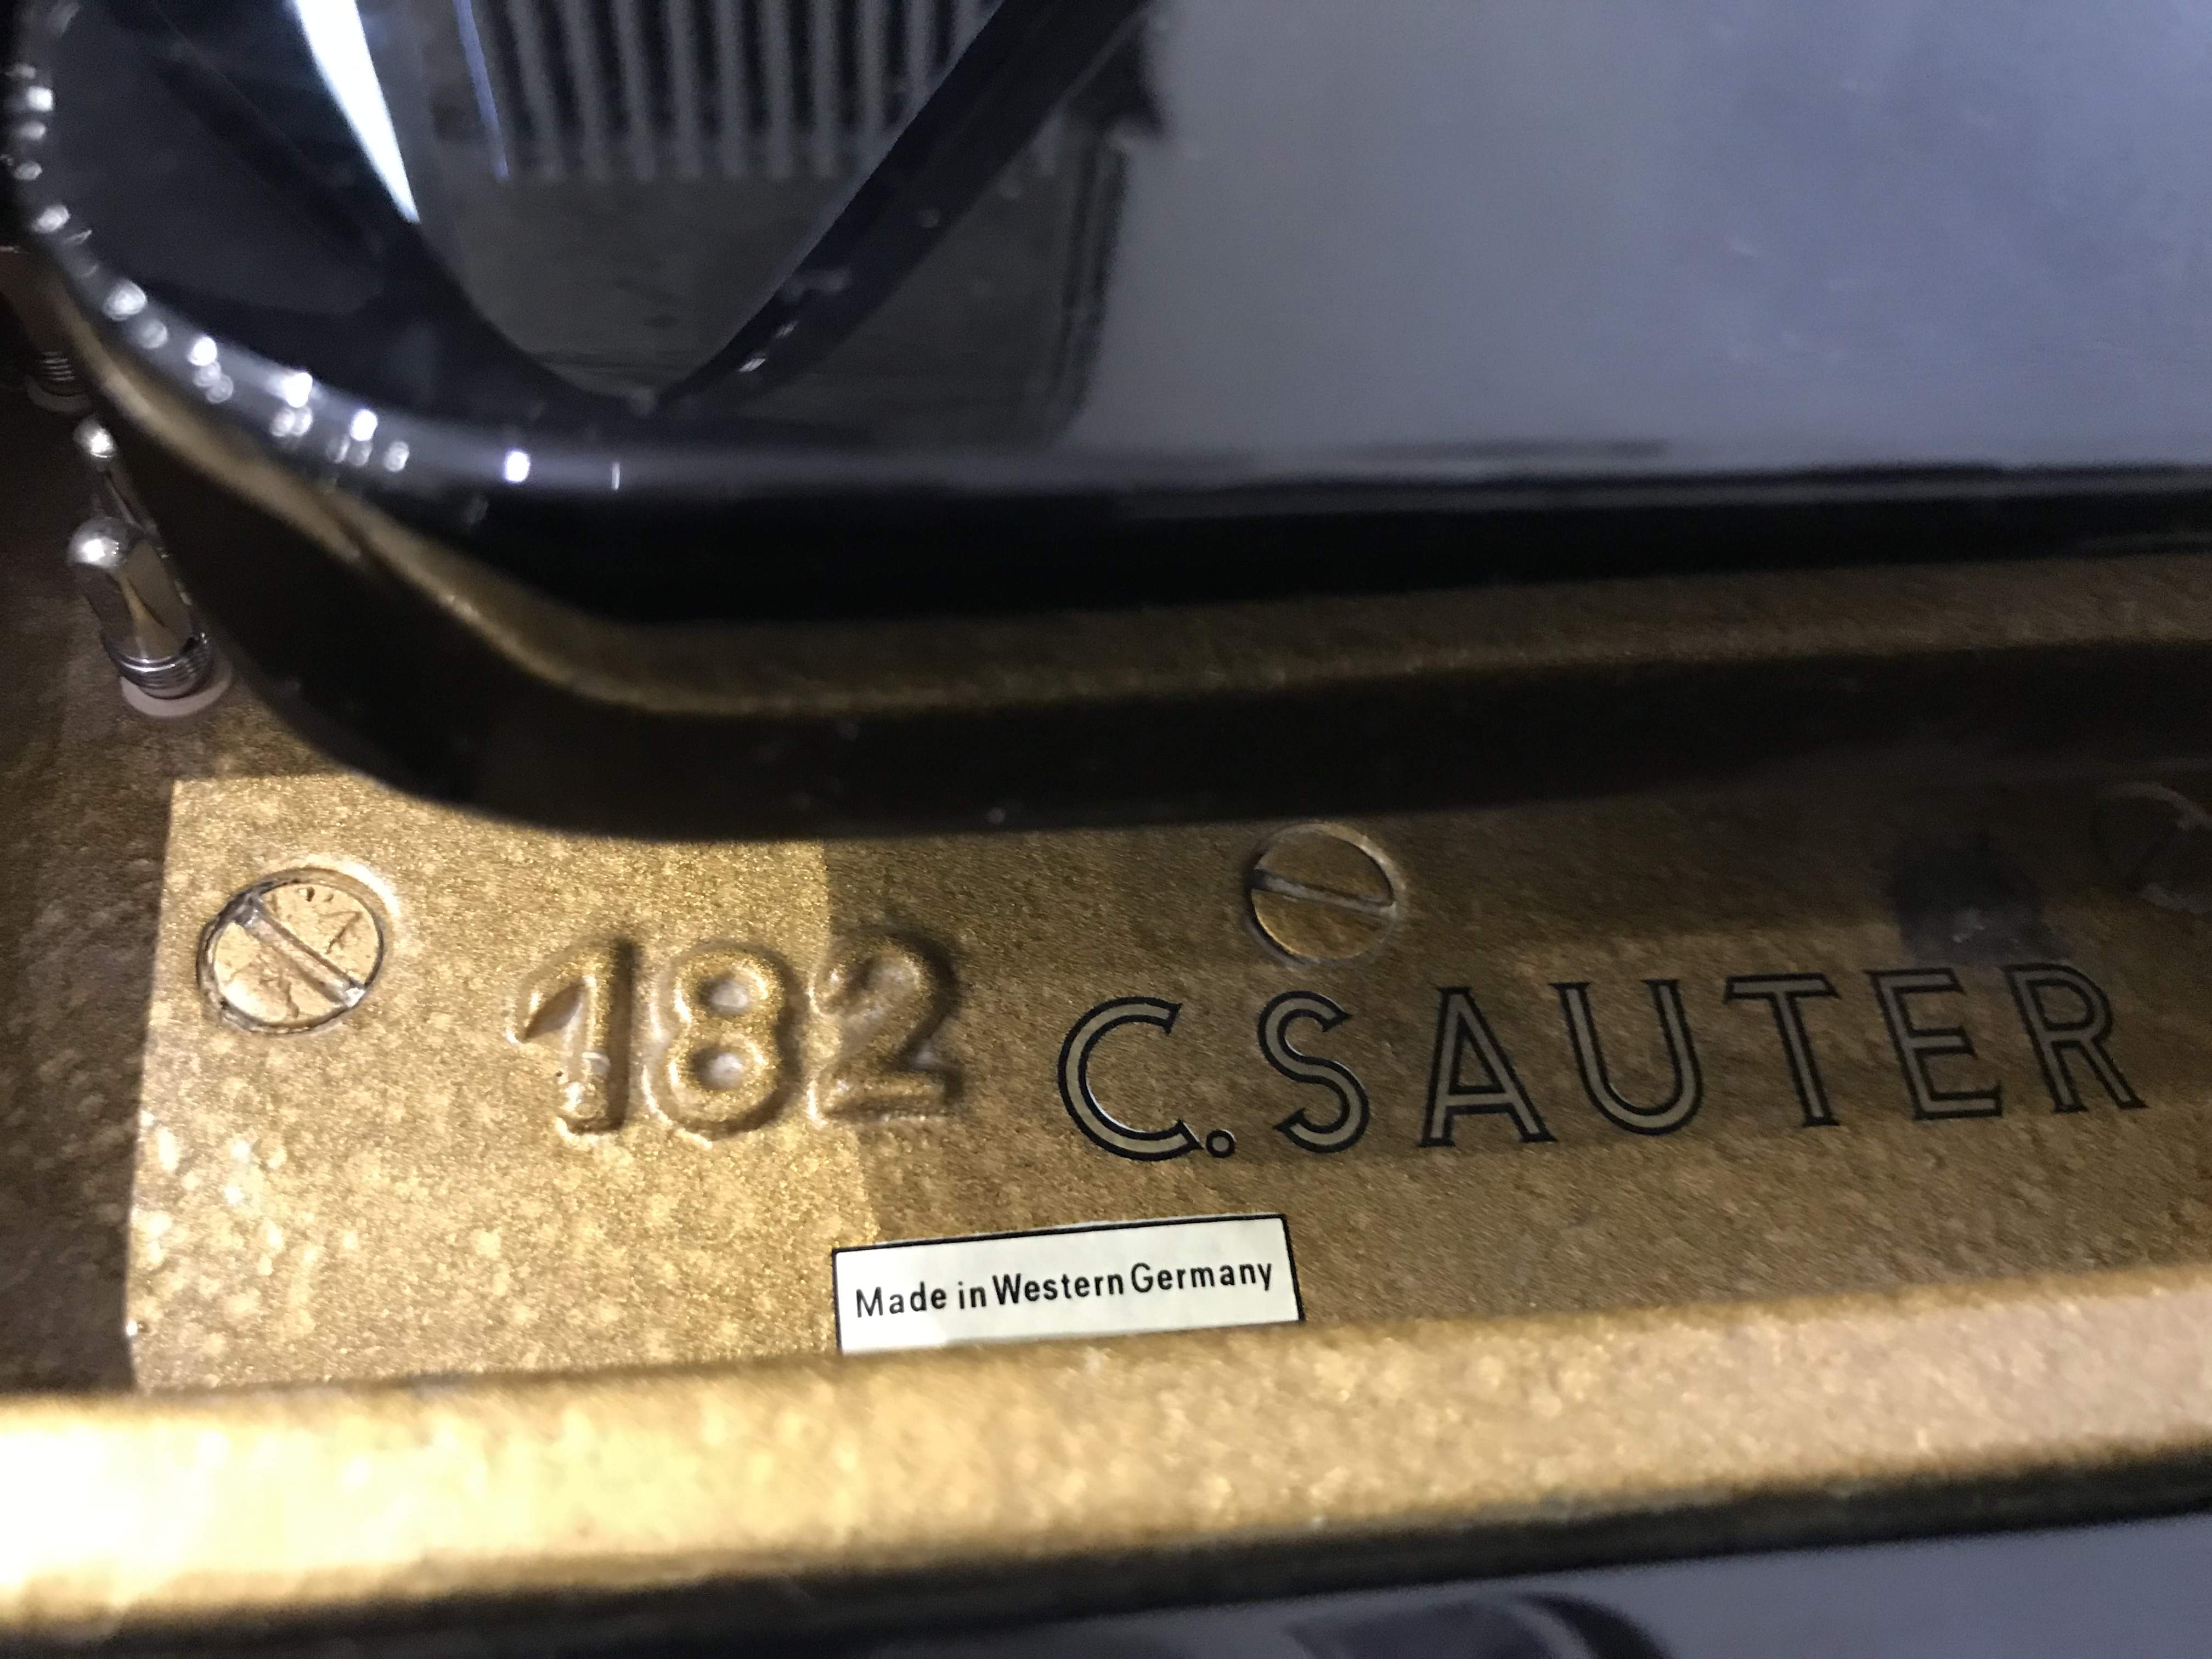 182 C. SAUTER
Made in Western Germany